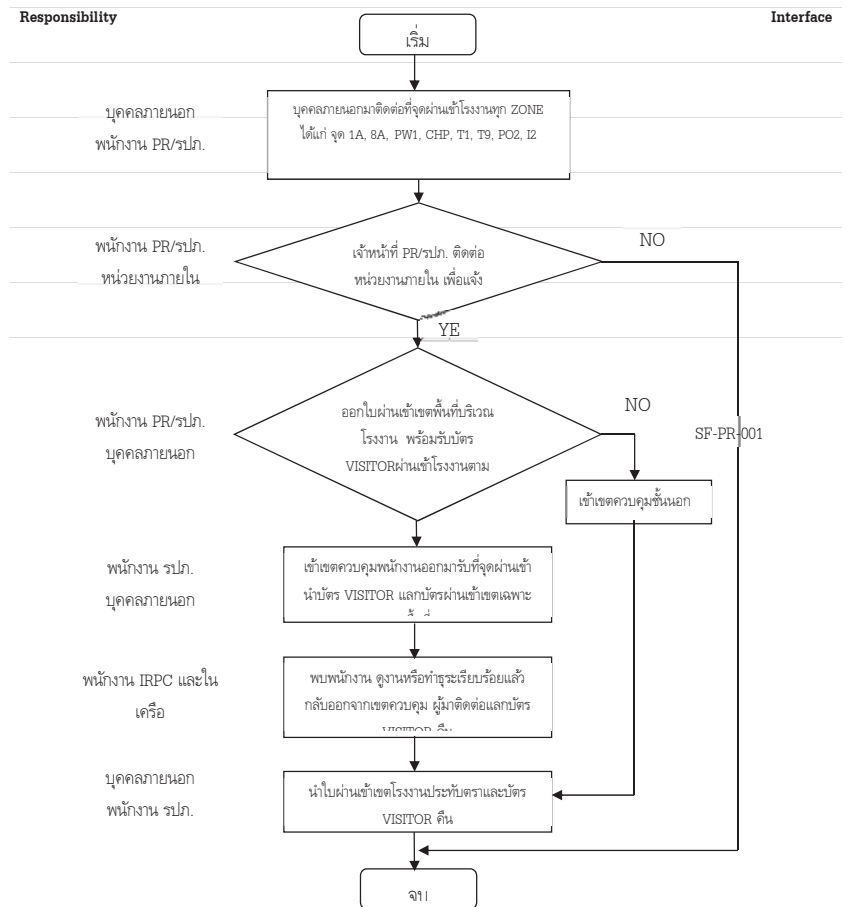 Responsibility
Interface
เริ่ม
บุคคลภายนอก
พนักงาน PR/รปภ.
บุคคลภายนอกมาติดต่อที่จุดผ่านเข้าโรงงานทุก ZONE
ได้แก่ จุด 1A, 8A, PW1, CHP, T1, T9, PO2, I2
พนักงาน PR/รปภ.
หน่วยงานภายใน
เจ้าหน้าที่ PR/รปภ. ติดต่อ
หน่วยงานภายใน เพื่อแจ้ง
NO
YE
พนักงาน PR/รปภ.
บุคคลภายนอก
ออกใบผ่านเข้าเขตพื้นที่บริเวณ
โรงงาน พร้อมรับบัตร
VISITORผ่านเข้าโรงงานตาม
NO
SF-PR-001
เข้าเขตควบคุมชั้นนอก
พนักงาน รปภ.
บุคคลภายนอก
เข้าเขตควบคุมพนักงานออกมารับที่จุดผ่านเข้า
นำบัตร VISITOR แลกบัตรผ่านเข้าเขตเฉพาะ
พนักงาน IRPC และใน
เครือ
พบพนักงาน ดูงานหรือทำธุระเรียบร้อยแล้ว
กลับออกจากเขตควบคุม ผู้มาติดต่อแลกบัตร
VISITOR คืน
บุคคลภายนอก
พนักงาน รปภ.
นำใบผ่านเข้าเขตโรงงานประทับตราและบัตร
VISITOR คืน
จบ